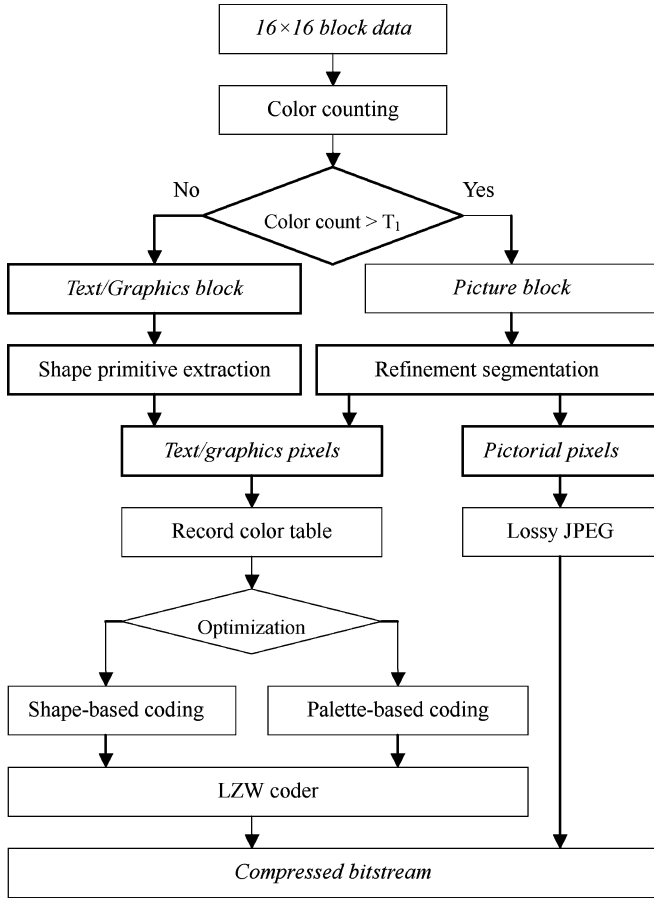 16×16 block data
Color counting
No
Yes
Color count > T₁
Text/Graphics block
Picture block
Shape primitive extraction
Refinement segmentation
Text/graphics pixels
Pictorial pixels
Record color table
Lossy JPEG
Optimization
Shape-based coding
Palette-based coding
LZW coder
Compressed bitstream